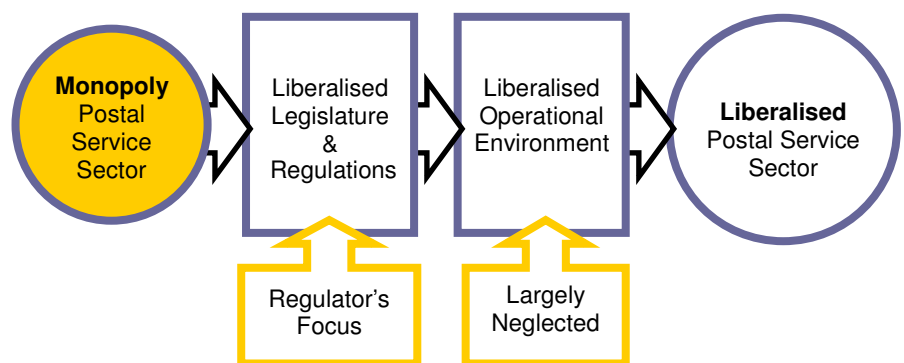 Monopoly
Postal
Service
Sector
Liberalised
Legislature
&
Regulations
Liberalised
Operational
Environment
Liberalised
Postal Service
Sector
Regulator’s
Focus
Largely
Neglected